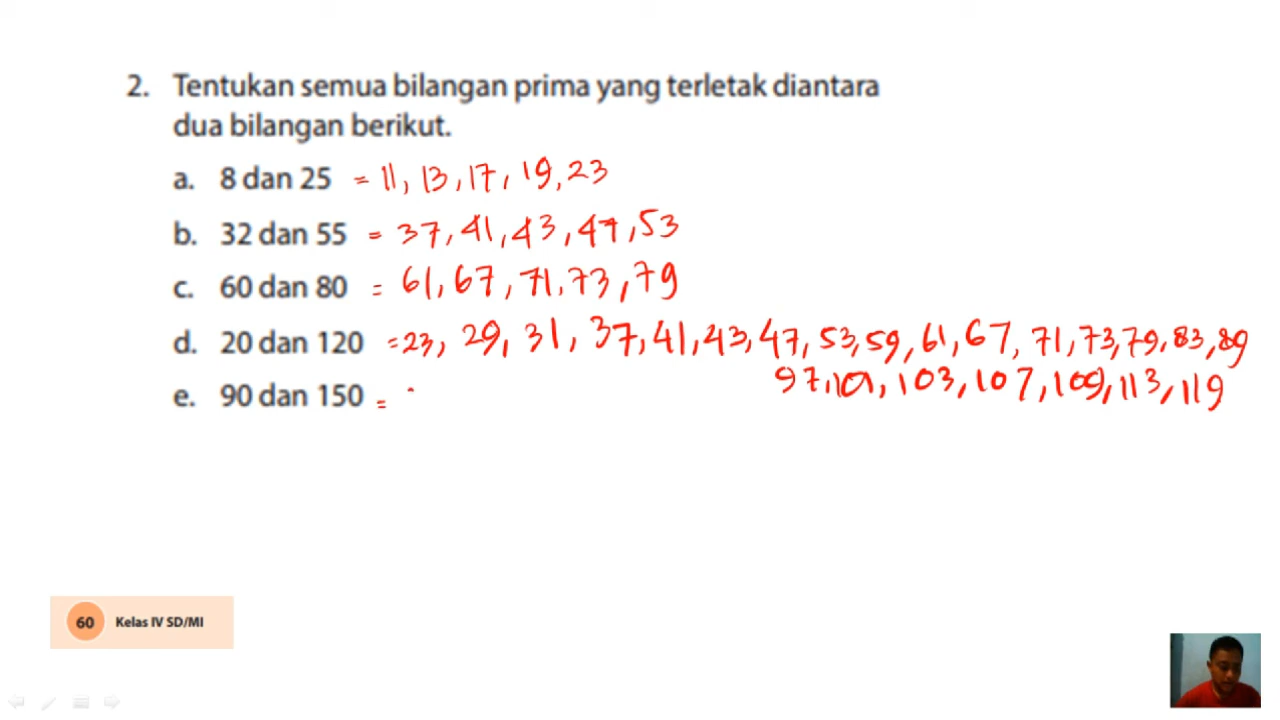 2. Tentukan semua bilangan prima yang terletak diantara
dua bilangan berikut.
a. 8 dan 25 = 11, 13, 17, 19, 23
b. 32 dan 55 = 37, 41, 43, 47, 53
c. 60 dan 80 = 61, 67, 71, 73, 79
d. 20 dan 120 = 23, 29, 31, 37, 41, 43, 47, 53, 59, 61, 67, 71, 73, 79, 83, 89
97, 101, 103, 107, 109, 113, 119
e. 90 dan 150 =
60 Kelas IV SD/MI